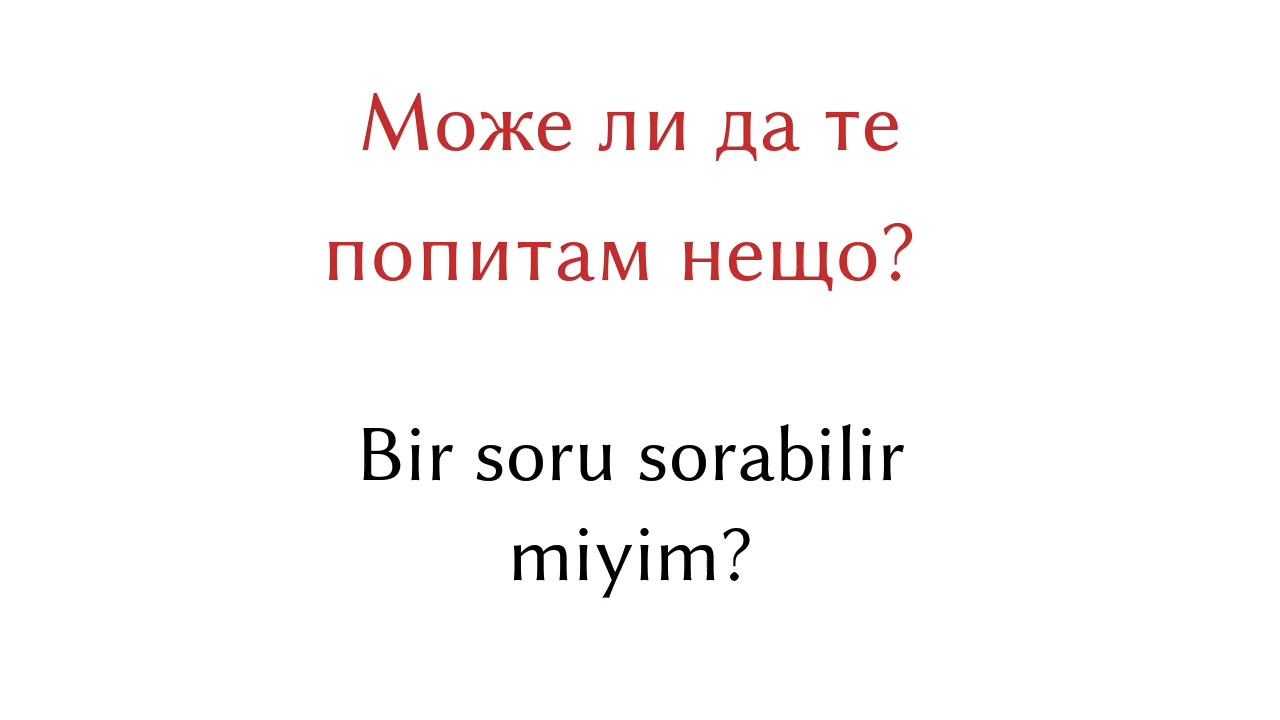 Може ли да те
попитам нещо?
Bir soru sorabilir
miyim?